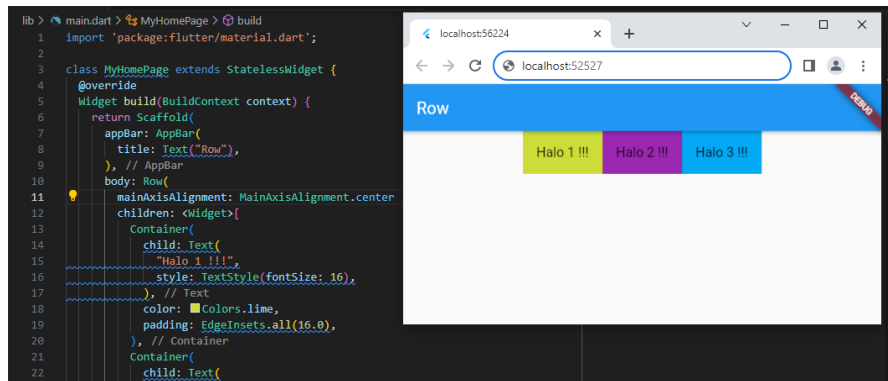 lib > main.dart > MyHomePage > build
1 import 'package:flutter/material.dart';
2
3 class MyHomePage extends StatelessWidget {
4 @override
5 Widget build(BuildContext context) {
6 return Scaffold(
7 appBar: AppBar(
8 title: Text("Row"),
9 ), // AppBar
10 body: Row(
11 mainAxisAlignment: MainAxisAlignment.center
12 children: <Widget>[
13 Container(
14 child: Text(
15 "Halo 1 !!!",
16 style: TextStyle(fontSize: 16),
17 ), // Text
18 color: Colors.lime,
19 padding: EdgeInsets.all(16.0),
20 ), // Container
21 Container(
22 child: Text(
localhost:56224
localhost:52527
Row
DEBUG
Halo 1 !!! Halo 2 !!! Halo 3 !!!